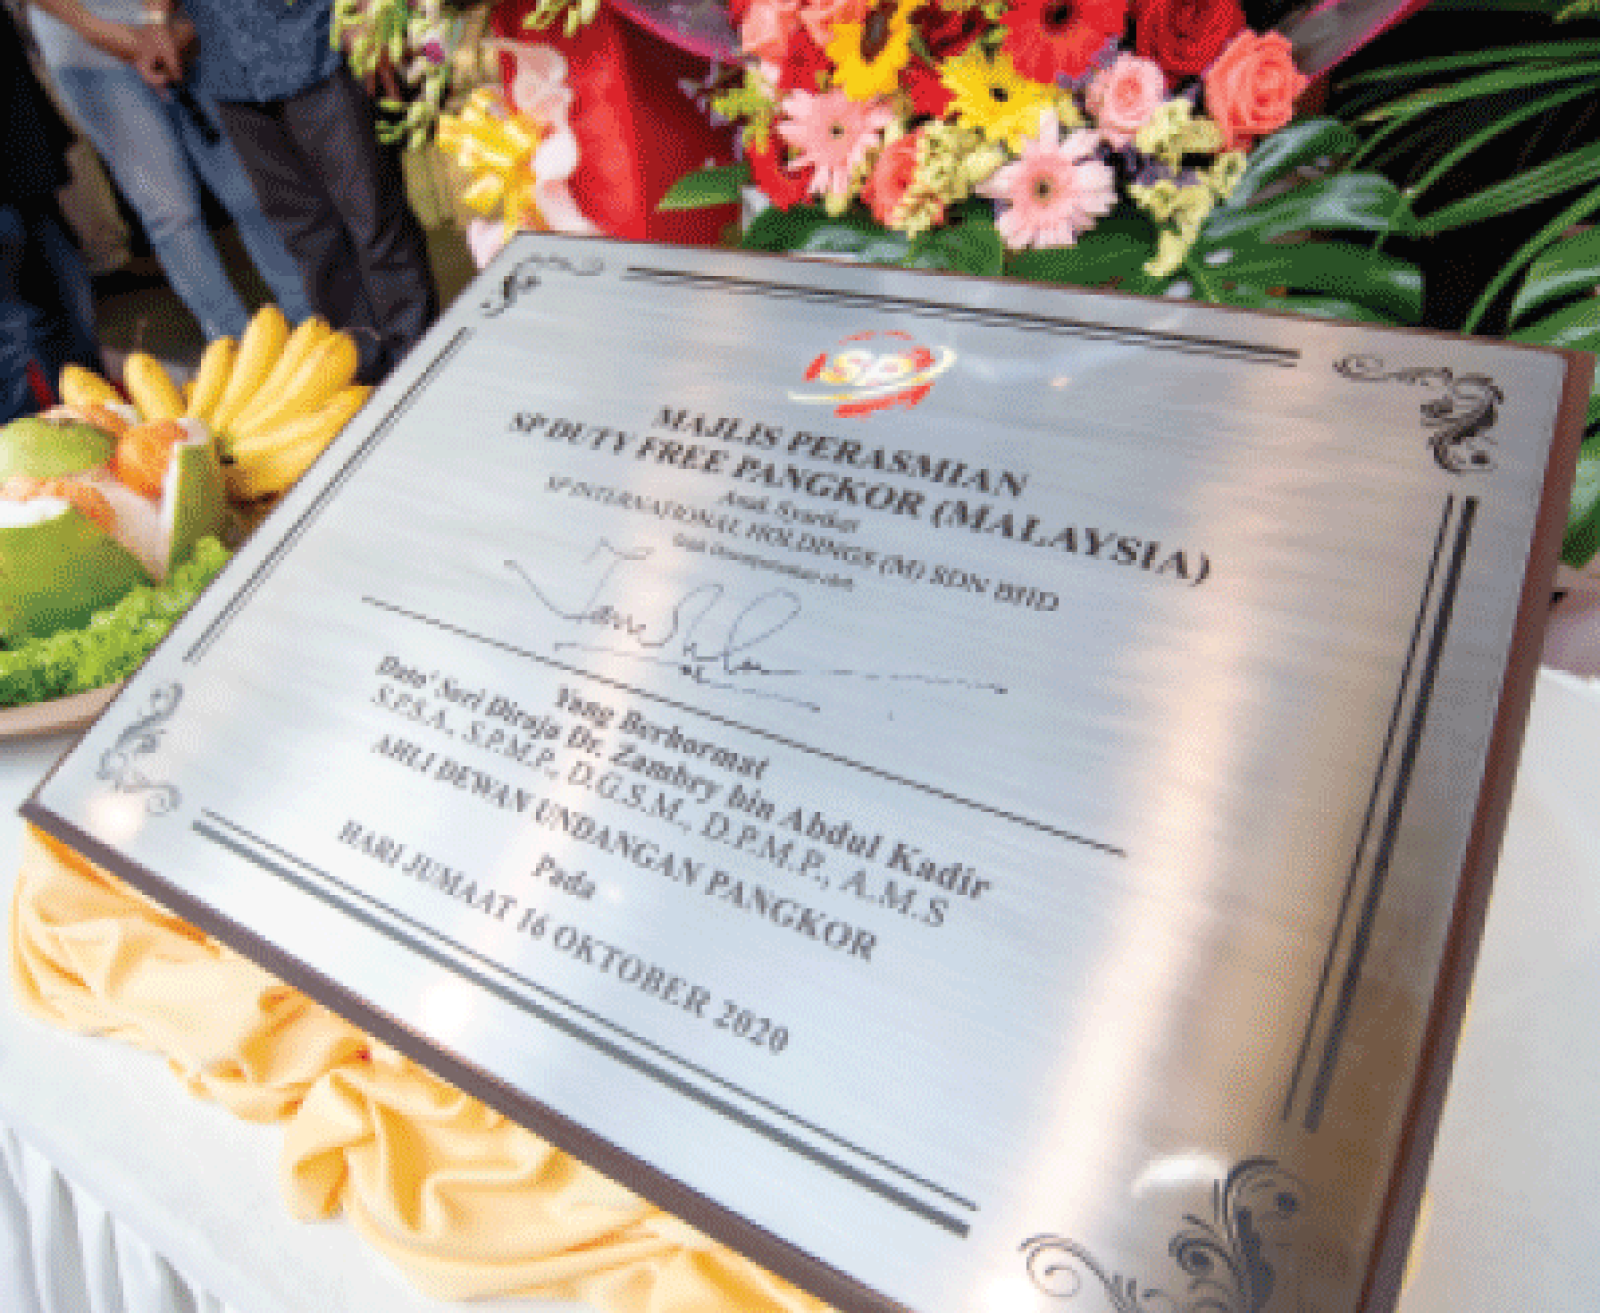 SP
MAJLIS PERASMIAN
SP DUTY FREE PANGKOR (MALAYSIA)
Anak Syarikat
SP INTERNATIONAL HOLDINGS (M) SDN BHD
Yang Berhormat
Dato' Seri Diraja Dr. Zambry bin Abdul Kadir
S.P.S.A., S.P.M.P., D.G.S.M., D.P.M.P., A.M.S
AHLI DEWAN UNDANGAN PANGKOR
Pada
HARI JUMAAT 16 OKTOBER 2020